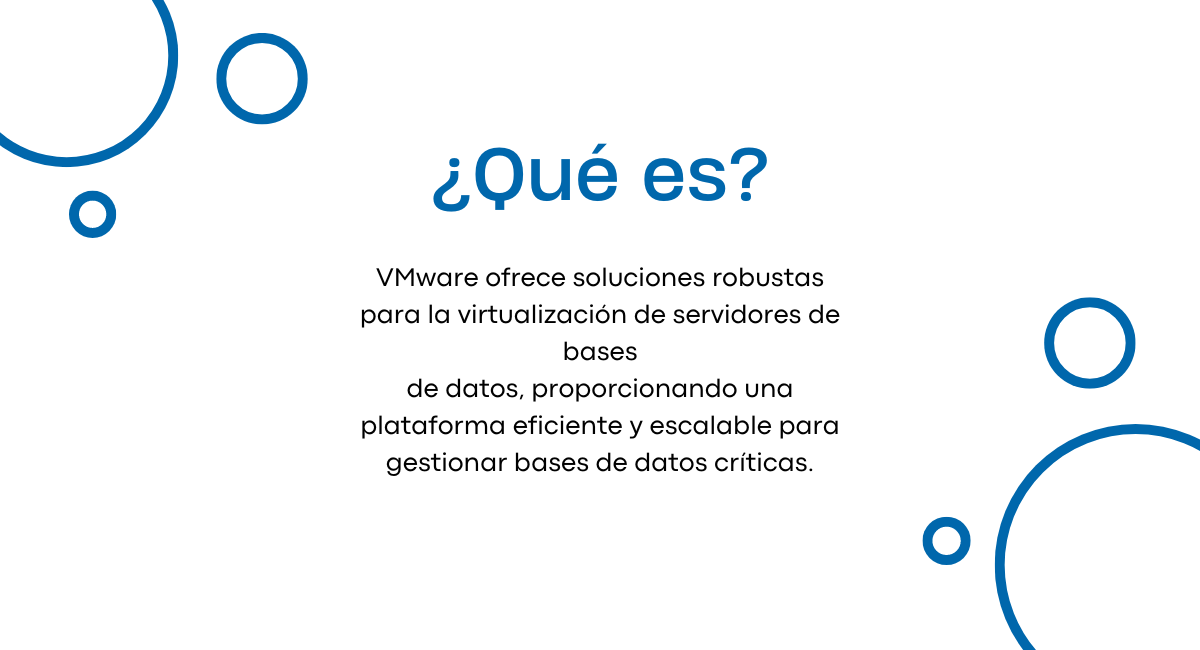 ¿Qué es?
VMware ofrece soluciones robustas
para la virtualización de servidores de
bases
de datos, proporcionando una
plataforma eficiente y escalable para
gestionar bases de datos críticas.